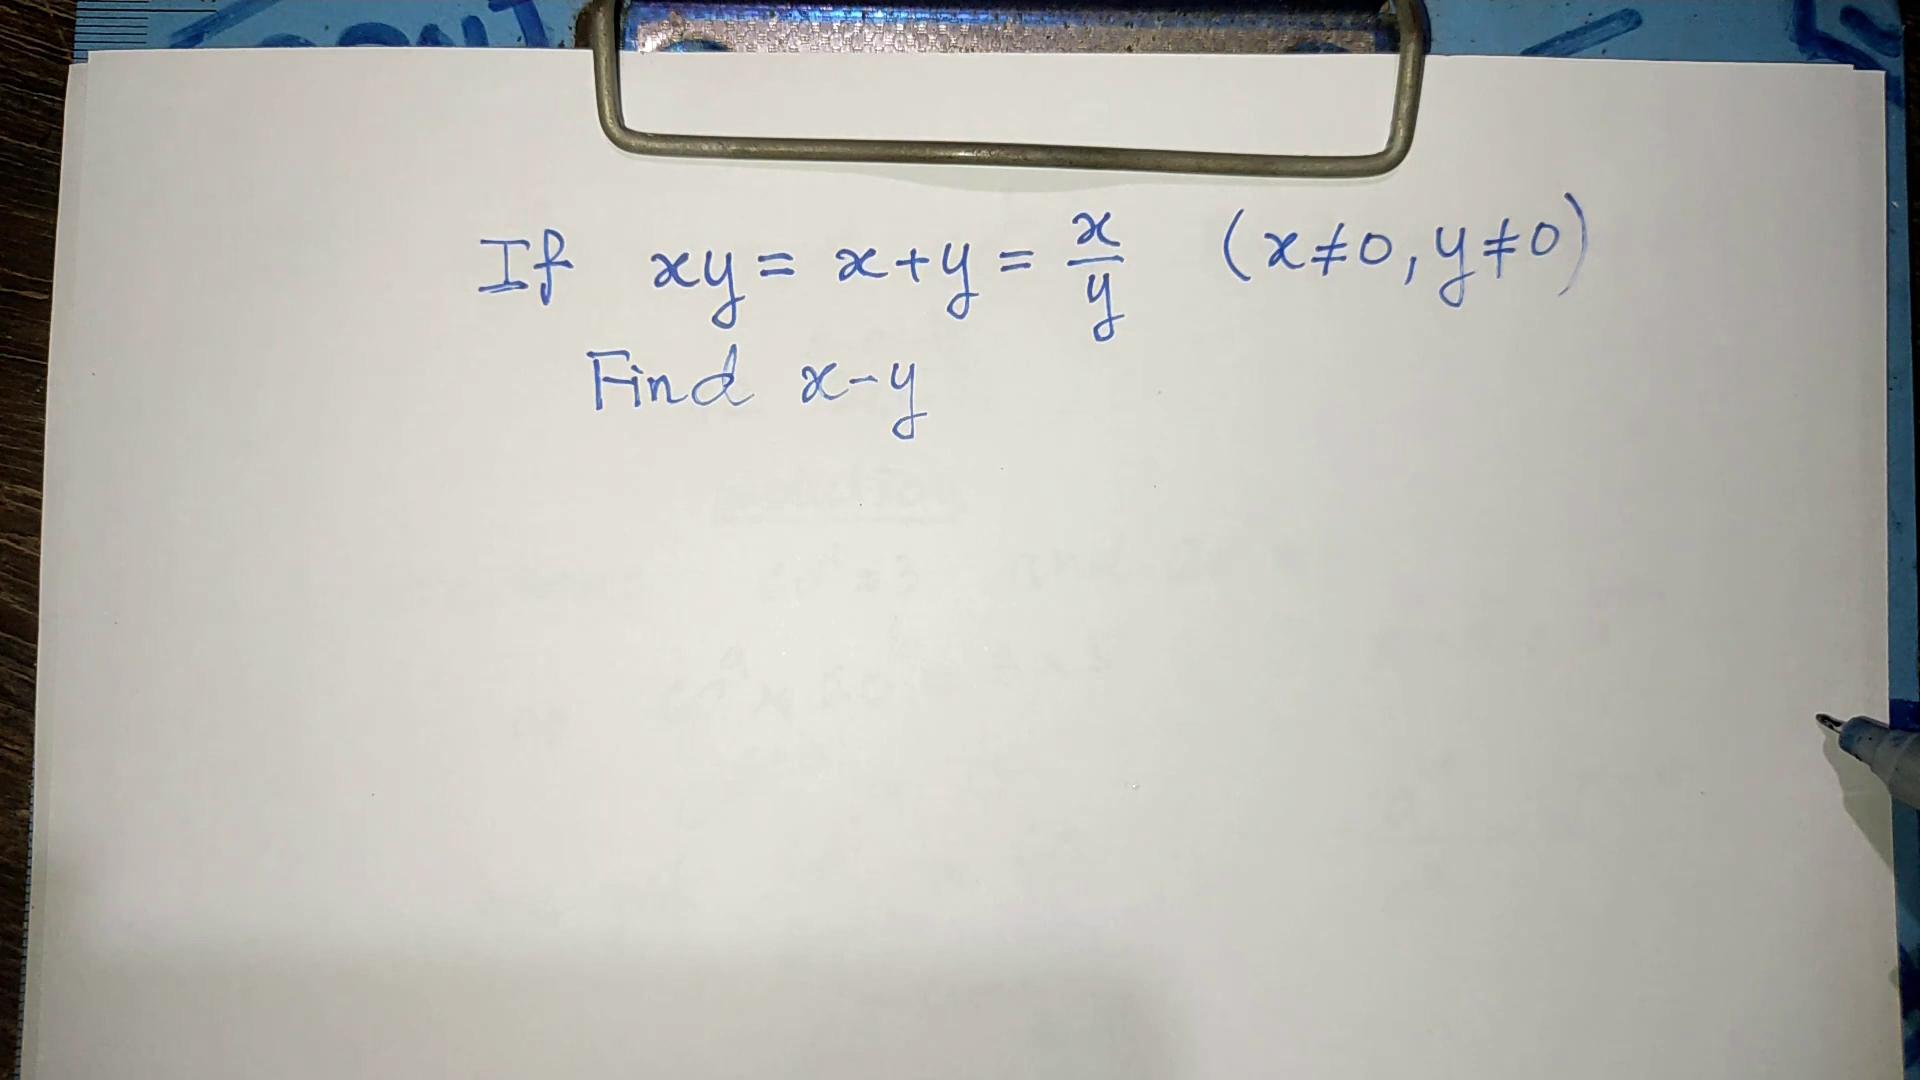 If xy = x+y = x/y (x≠0, y≠0)
Find x-y